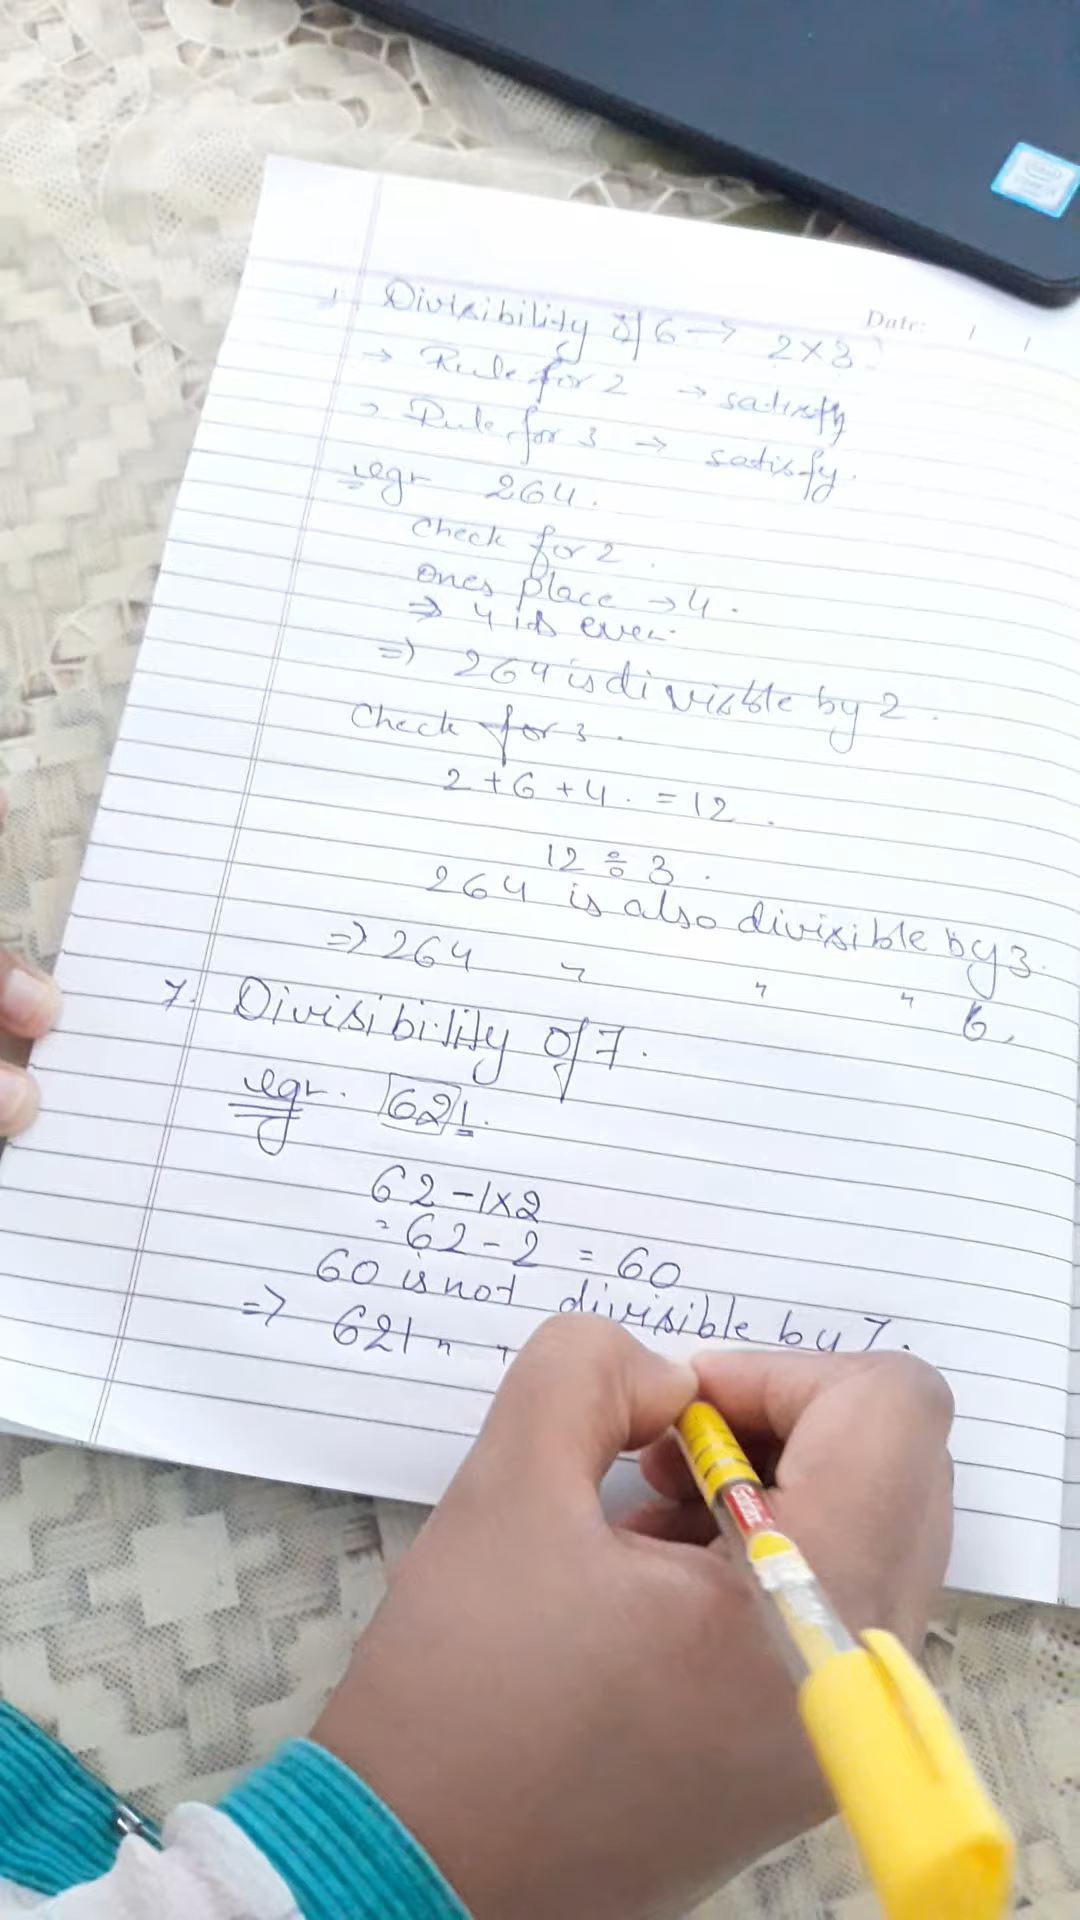 Date: / /
Divisibility of 6 → 2×3.
→ Rule for 2 → satisfy
→ Rule for 3 → satisfy.
egr 264.
Check for 2.
Ones place → 4.
⇒ 4 is even.
⇒ 264 is divisible by 2.
Check for 3.
2+6+4. = 12.
12 ÷ 3.
264 is also divisible by 3.
⇒ 264 " " " 6.
7. Divisibility of 7.
egr. 621.
62-1×2
= 62-2 = 60
60 is not divisible by 7.
⇒ 621 " "